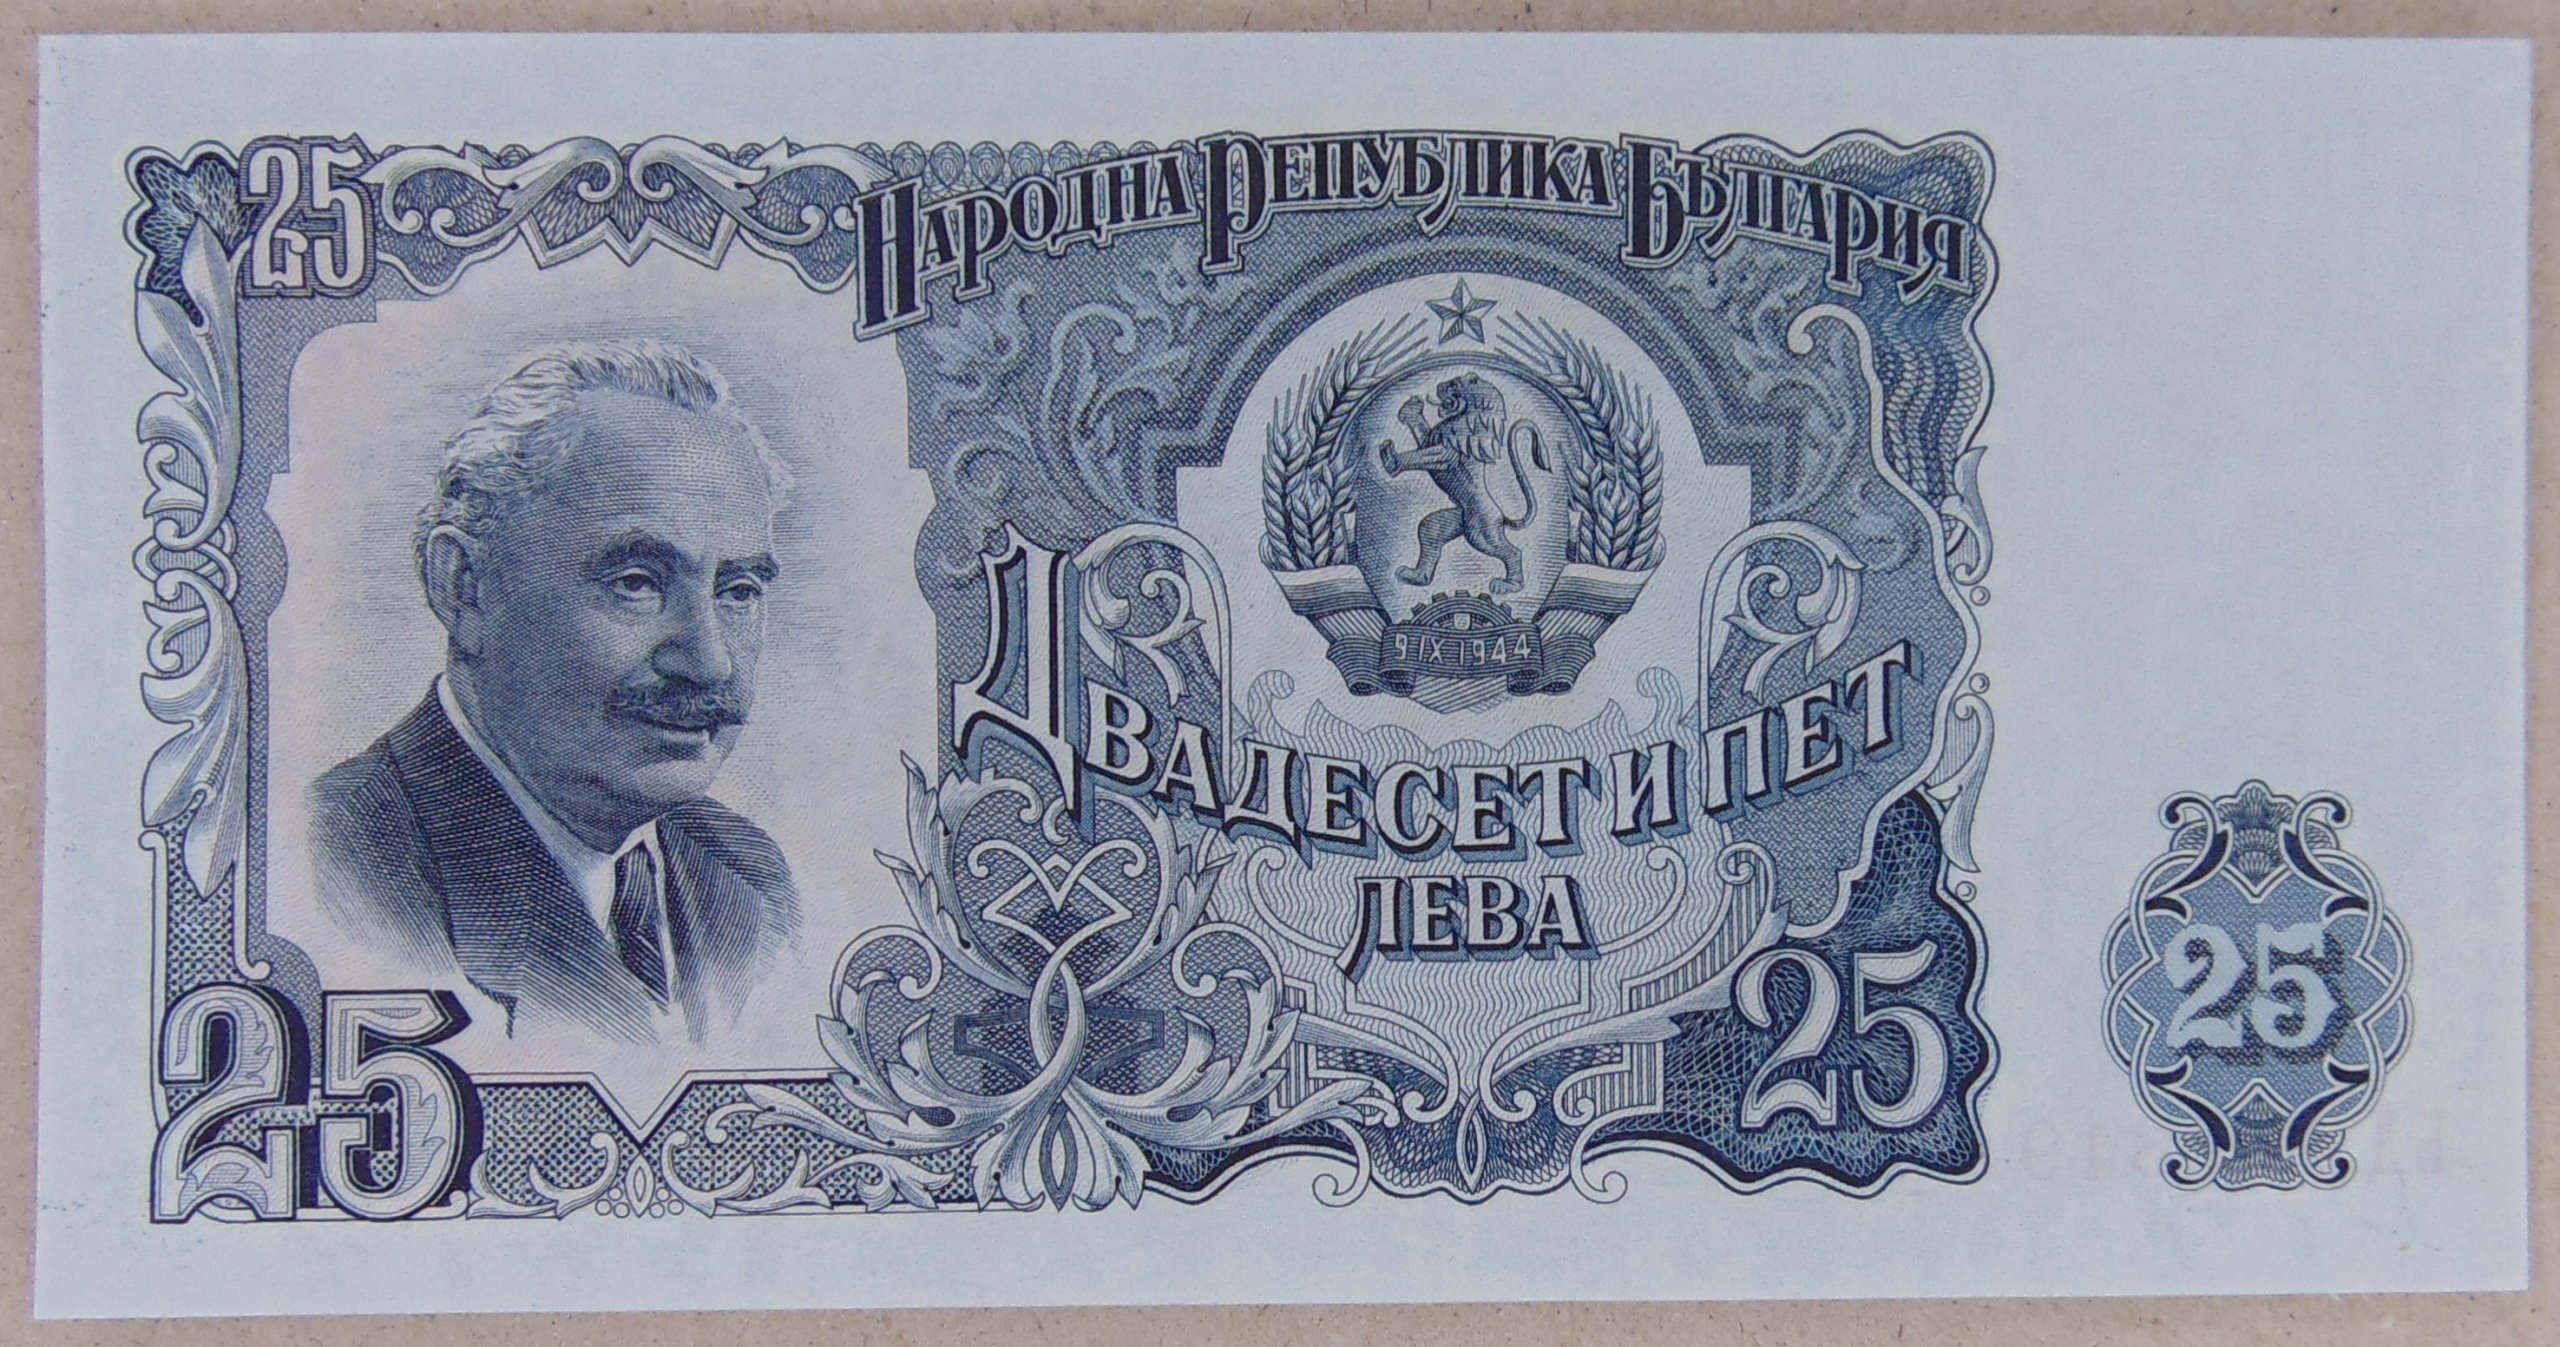 25
Народна Република България
9 IX 1944
Двадесет и пет
лева
25
25
25